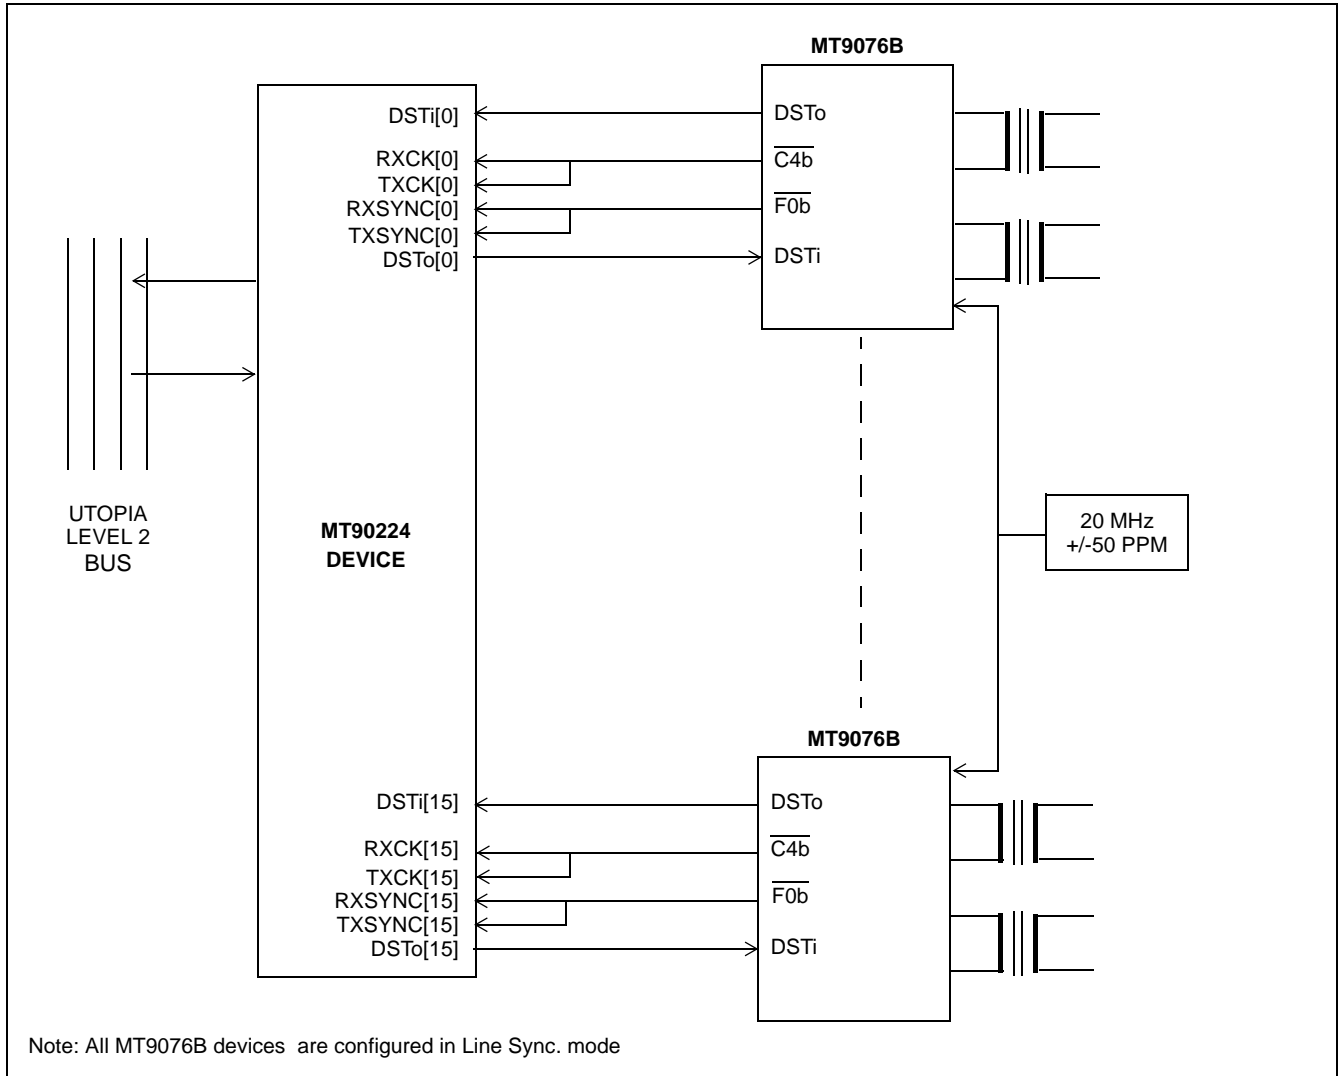 MT9076B
DSTi[0]
RXCK[0]
TXCK[0]
RXSYNC[0]
TXSYNC[0]
DSTo[0]
DSTo
C4b
F0b
DSTi
UTOPIA
LEVEL 2
BUS
MT90224
DEVICE
20 MHz
+/-50 PPM
MT9076B
DSTi[15]
RXCK[15]
TXCK[15]
RXSYNC[15]
TXSYNC[15]
DSTo[15]
DSTo
C4b
F0b
DSTi
Note: All MT9076B devices are configured in Line Sync. mode